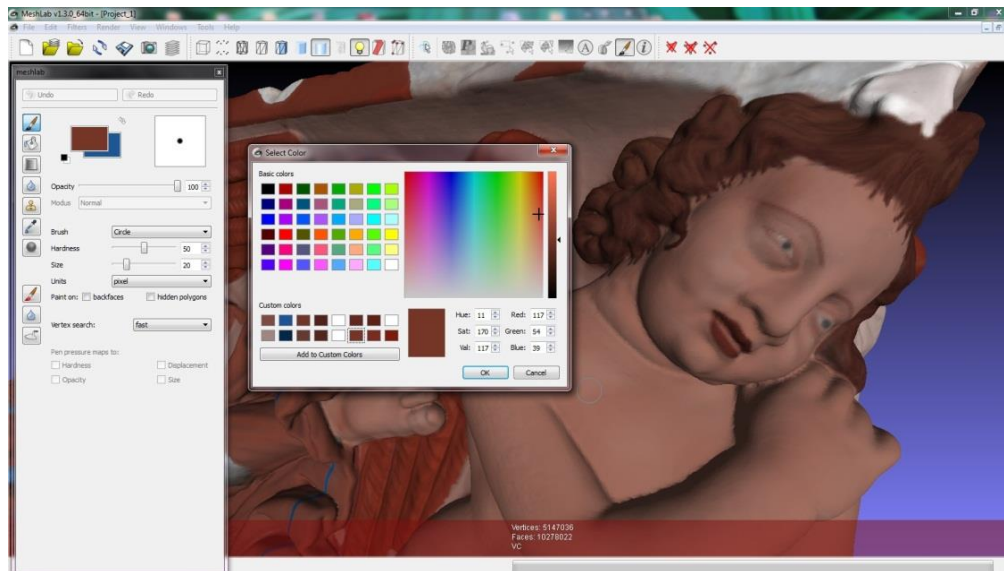 MeshLab v1.3.0_64bit - [Project_1]
File Edit Filters Render View Windows Tools Help
meshlab
Undo Redo
Opacity 100
Modus Normal
Brush Circle
Hardness 50
Size 20
Units pixel
Paint on: backfaces hidden polygons
Vertex search: fast
Pen pressure maps to:
Hardness Displacement
Opacity Size
Select Color
Basic colors
Custom colors
Add to Custom Colors
Hue: 11 Red: 117
Sat: 170 Green: 54
Val: 117 Blue: 39
OK Cancel
Vertices: 5147036
Faces: 10278022
VC